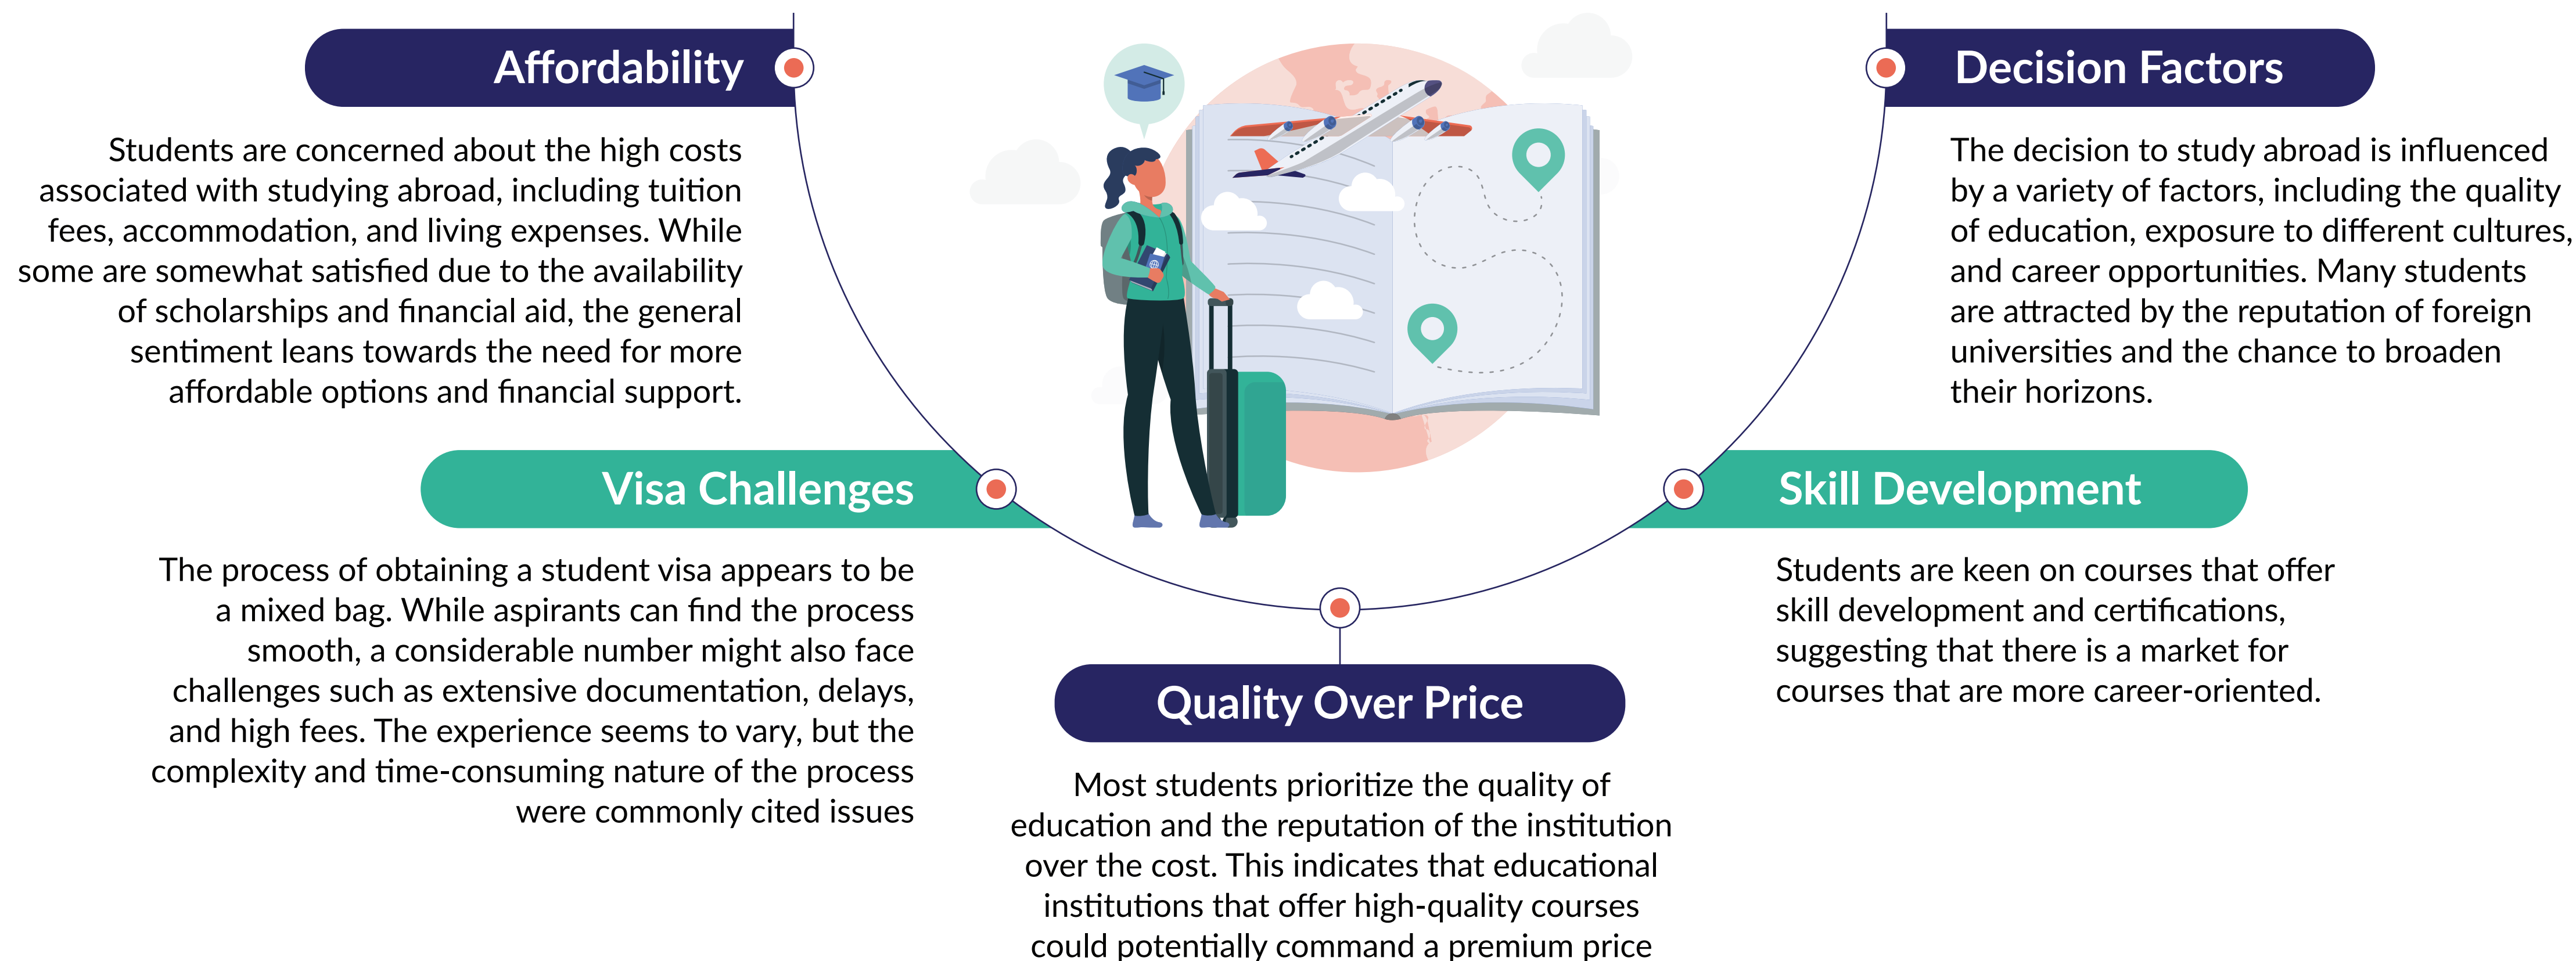 Affordability
Students are concerned about the high costs
associated with studying abroad, including tuition
fees, accommodation, and living expenses. While
some are somewhat satisfied due to the availability
of scholarships and financial aid, the general
sentiment leans towards the need for more
affordable options and financial support.
Visa Challenges
The process of obtaining a student visa appears to be
a mixed bag. While aspirants can find the process
smooth, a considerable number might also face
challenges such as extensive documentation, delays,
and high fees. The experience seems to vary, but the
complexity and time-consuming nature of the process
were commonly cited issues
Quality Over Price
Most students prioritize the quality of
education and the reputation of the institution
over the cost. This indicates that educational
institutions that offer high-quality courses
could potentially command a premium price
Decision Factors
The decision to study abroad is influenced
by a variety of factors, including the quality
of education, exposure to different cultures,
and career opportunities. Many students
are attracted by the reputation of foreign
universities and the chance to broaden
their horizons.
Skill Development
Students are keen on courses that offer
skill development and certifications,
suggesting that there is a market for
courses that are more career-oriented.